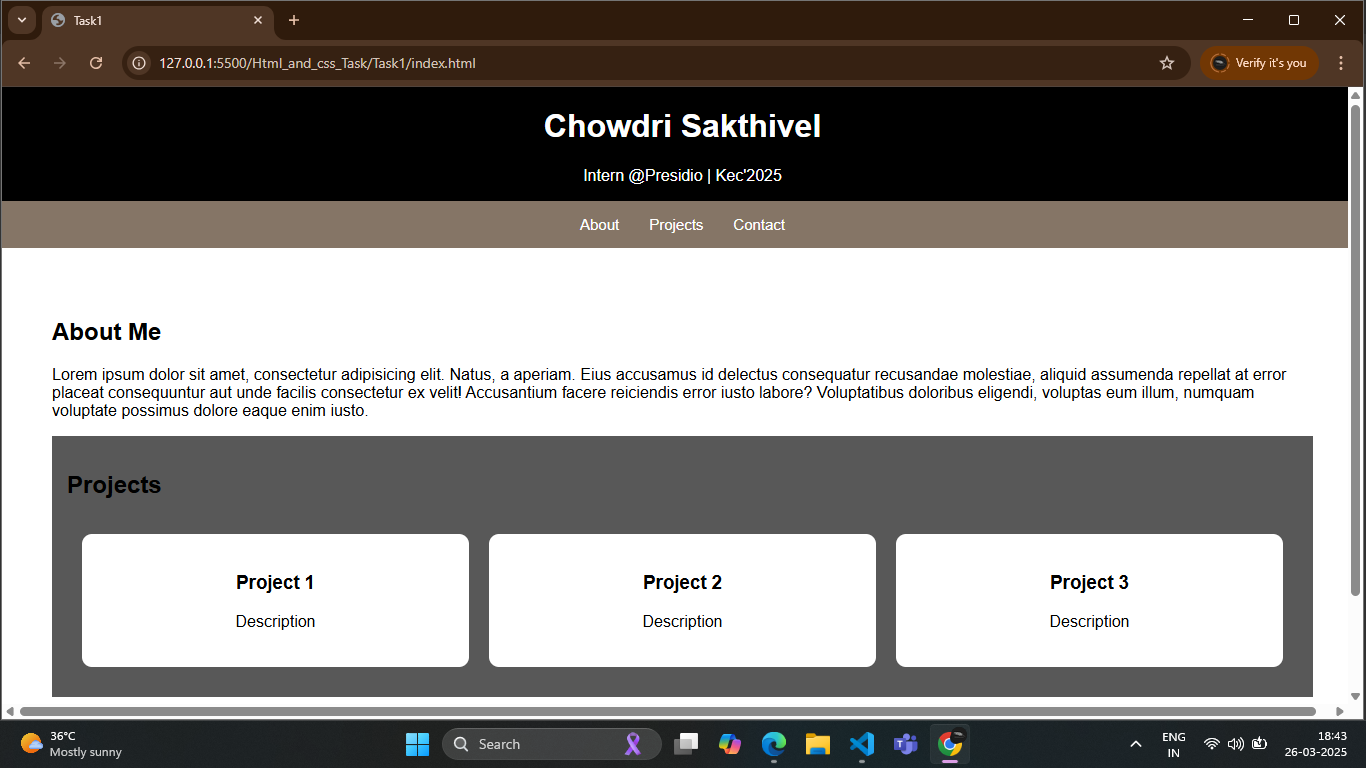 Task1
127.0.0.1:5500/Html_and_css_Task/Task1/index.html
Verify it's you
Chowdri Sakthivel
Intern @Presidio | Kec'2025
About Projects Contact
About Me
Lorem ipsum dolor sit amet, consectetur adipisicing elit. Natus, a aperiam. Eius accusamus id delectus consequatur recusandae molestiae, aliquid assumenda repellat at error
placeat consequuntur aut unde facilis consectetur ex velit! Accusantium facere reiciendis error iusto labore? Voluptatibus doloribus eligendi, voluptas eum illum, numquam
voluptate possimus dolore eaque enim iusto.
Projects
Project 1 Project 2 Project 3
Description Description Description
36°C
Mostly sunny
Search
ENG
IN
18:43
26-03-2025